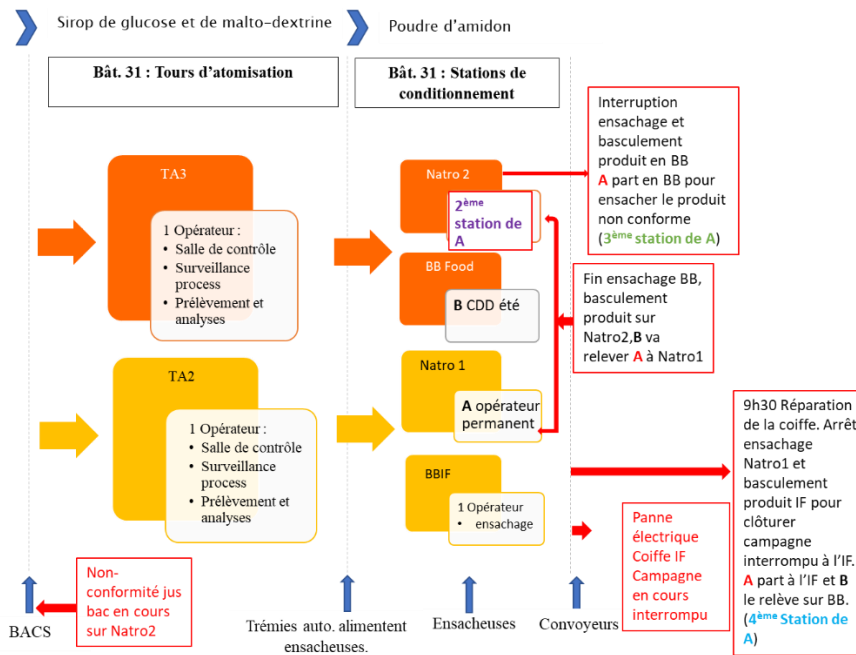 Sirop de glucose et de malto-dextrine
Poudre d’amidon
Bât. 31 : Tours d’atomisation
Bât. 31 : Stations de
conditionnement
TA3
1 Opérateur :
• Salle de contrôle
• Surveillance
process
• Prélèvement et
analyses
TA2
1 Opérateur :
• Salle de contrôle
• Surveillance
process
• Prélèvement et
analyses
Natro 2
2ème
station de
A
BB Food
B CDD été
Natro 1
A opérateur
permanent
BBIF
1 Opérateur
• ensachage
Interruption
ensachage et
basculement
produit en BB
A part en BB pour
ensacher le produit
non conforme
(3ème station de A)
Fin ensachage BB,
basculement
produit sur
Natro2,B va
relever A à Natro1
9h30 Réparation
de la coiffe. Arrêt
ensachage
Natro1 et
basculement
produit IF pour
clôturer
campagne
interrompu à l’IF.
A part à l’IF et B
le relève sur BB.
(4ème Station de
A)
Panne
électrique
Coiffe IF
Campagne
en cours
interrompu
Non-
conformité jus
bac en cours
sur Natro2
BACS
Trémies auto. alimentent
ensacheuses.
Ensacheuses
Convoyeurs